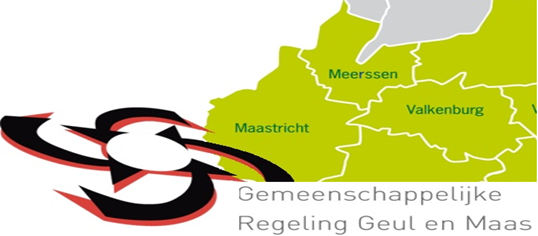 Meerssen
Valkenburg
V
Maastricht
Gemeenschappelijke
Regeling Geul en Maas